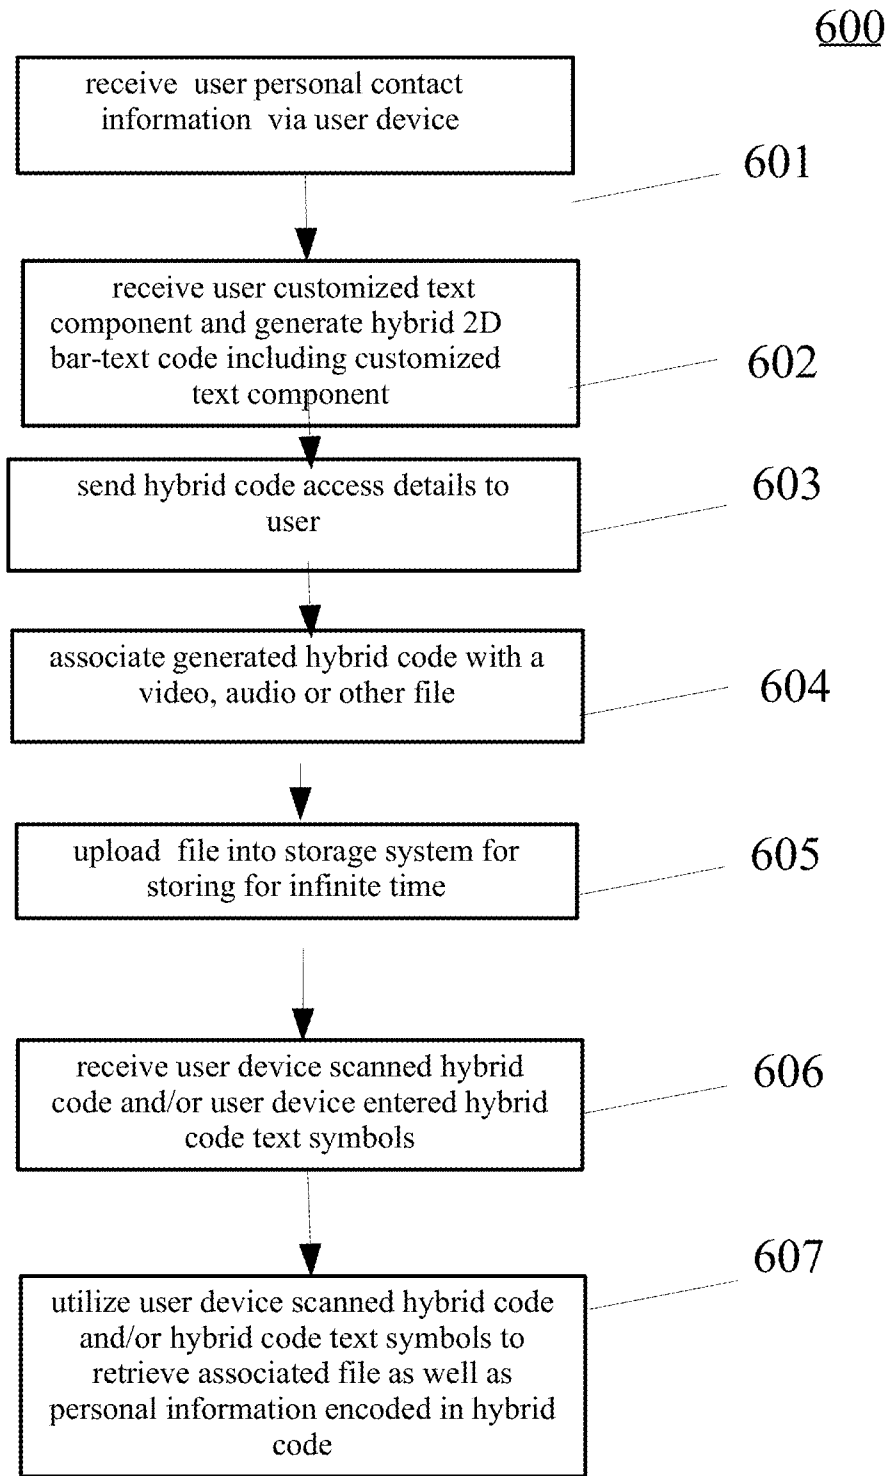 600
receive user personal contact
information via user device
601
receive user customized text
component and generate hybrid 2D
bar-text code including customized
text component
602
send hybrid code access details to
user
603
associate generated hybrid code with a
video, audio or other file
604
upload file into storage system for
storing for infinite time
605
receive user device scanned hybrid
code and/or user device entered hybrid
code text symbols
606
utilize user device scanned hybrid code
and/or hybrid code text symbols to
retrieve associated file as well as
personal information encoded in hybrid
code
607